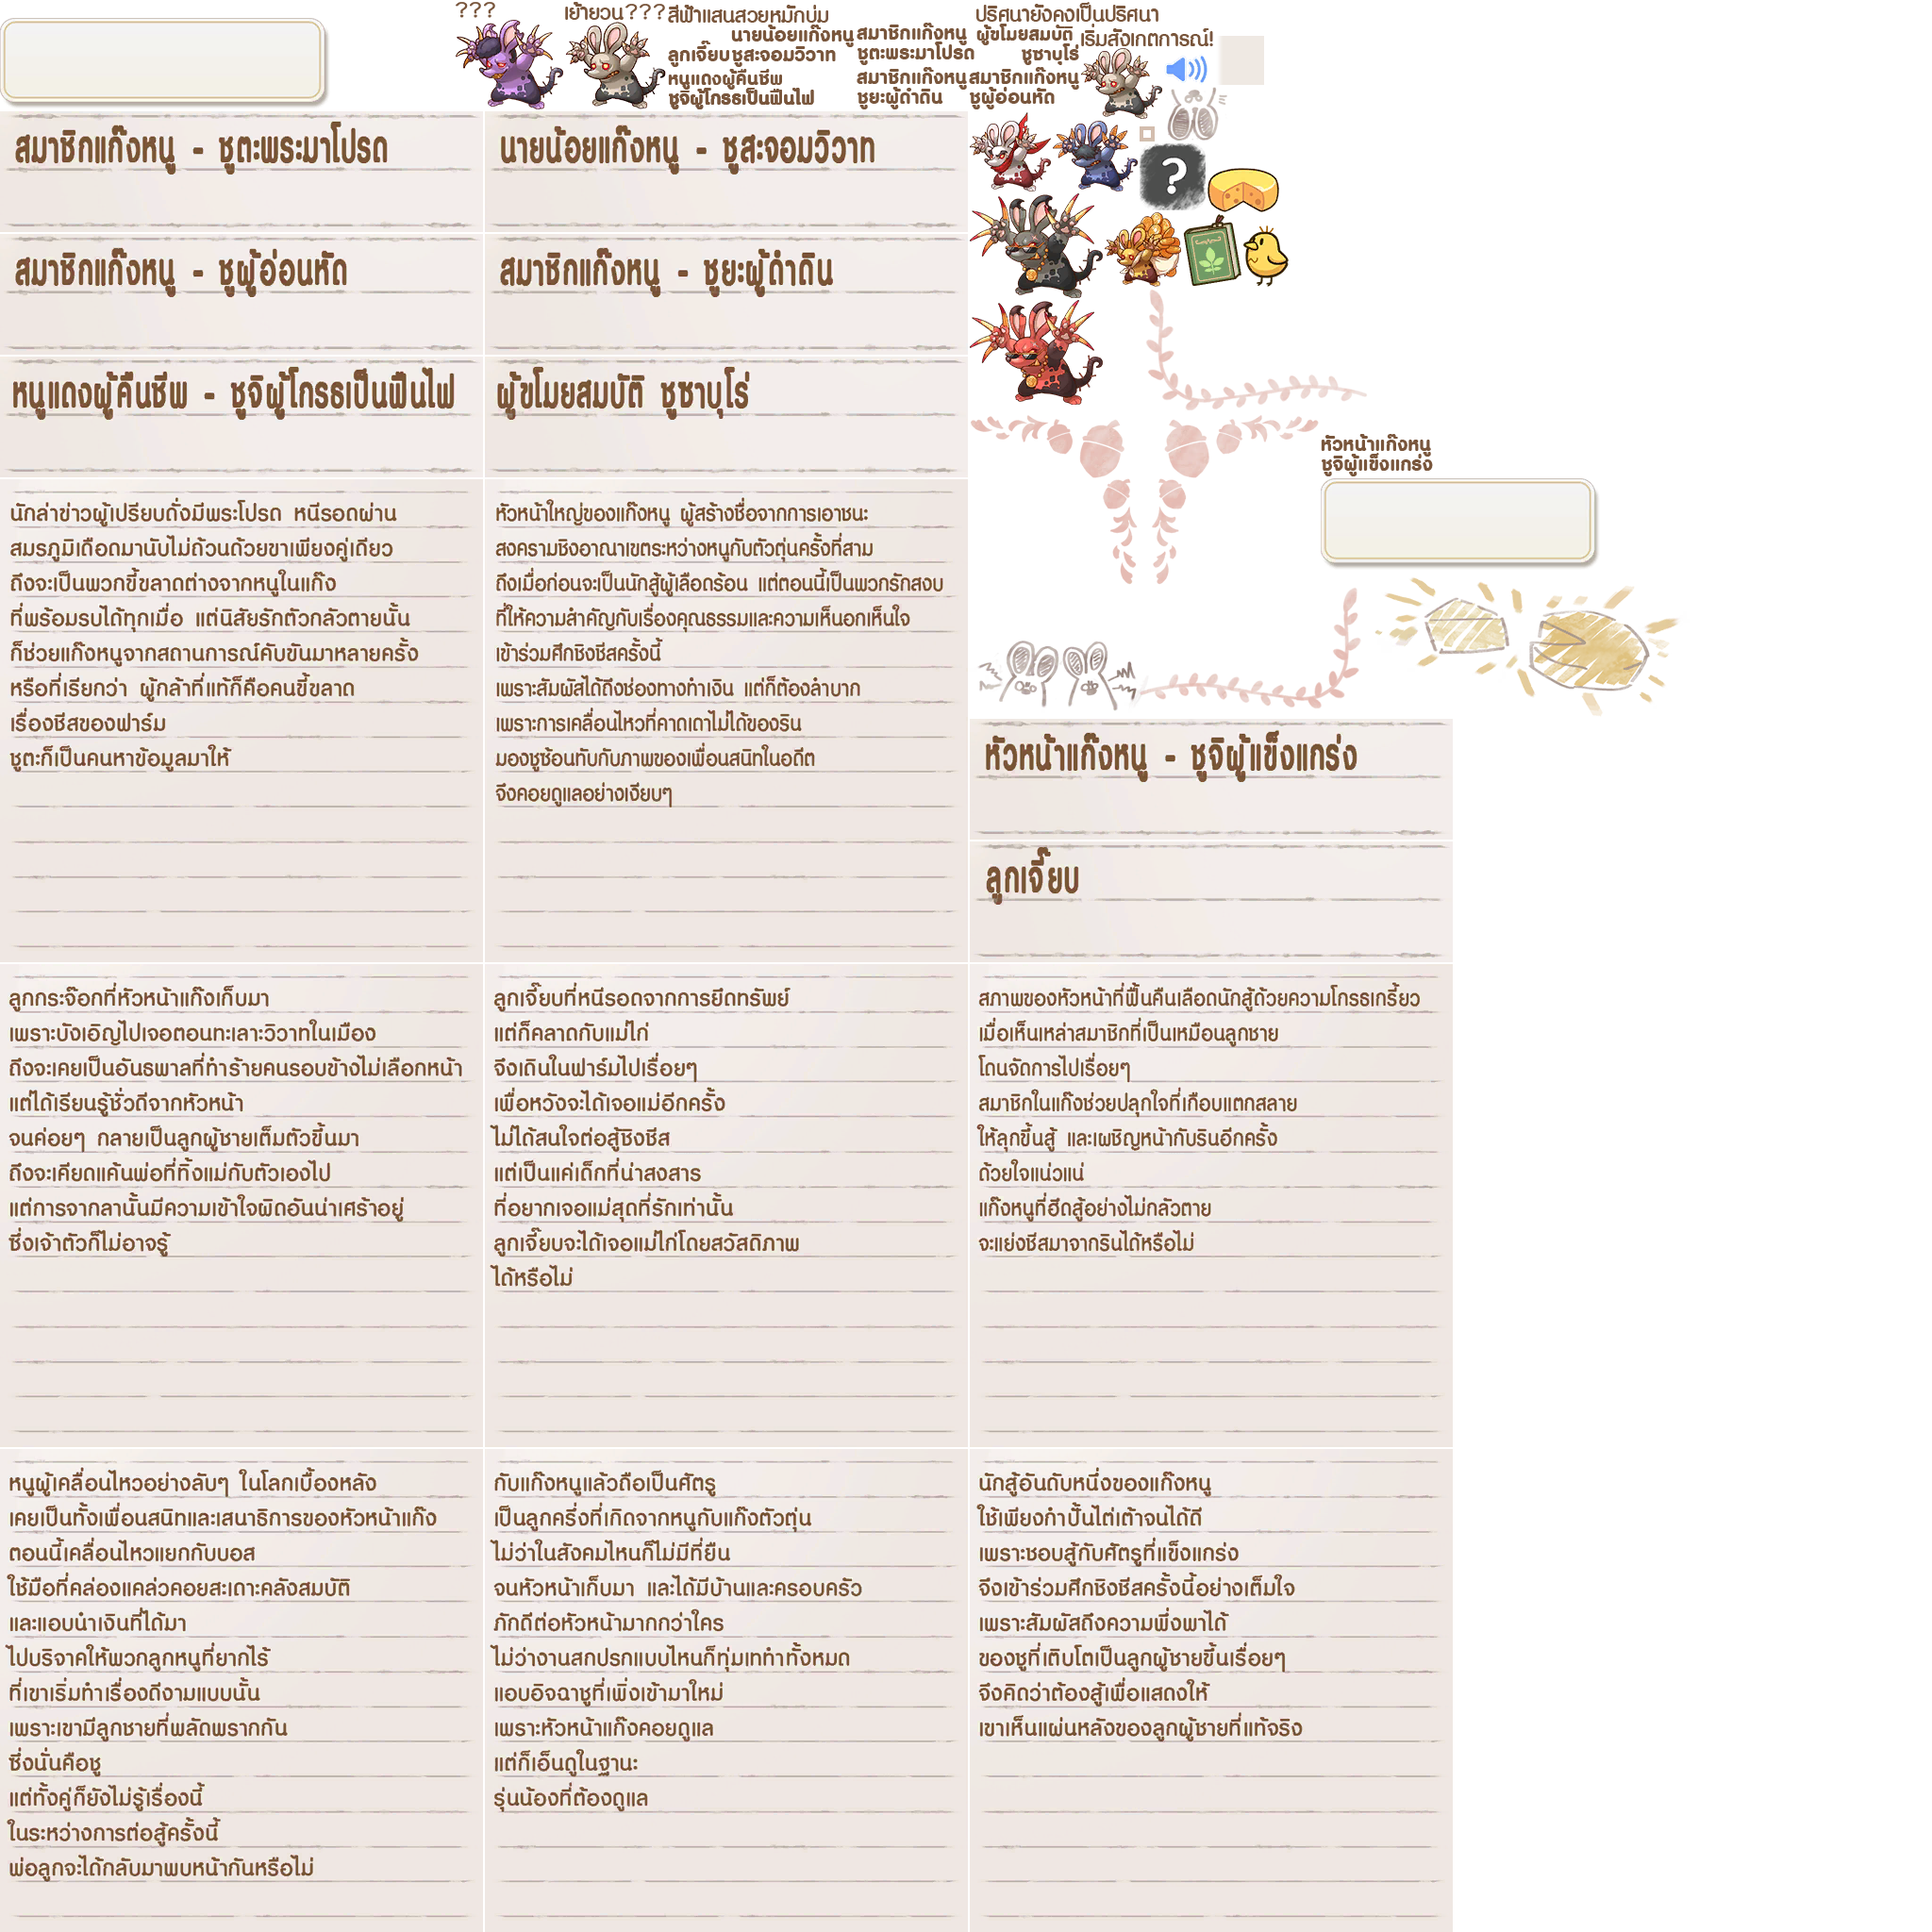 ???
เย้ายวน???
สีฟ้าแสนสวยหมักบ่ม
นายน้อยแก๊งหนู
ลูกเจี๊ยบ
ชูสะจอมวิวาท
หนูแดงผู้คืนชีพ
ชูจิผู้โกรธเป็นฟืนไฟ
สมาชิกแก๊งหนู
ชูตะพระมาโปรด
สมาชิกแก๊งหนู
ชูยะผู้ดำดิน
ปริศนายังคงเป็นปริศนา
ผู้ขโมยสมบัติ
ชูซาบุโร่
สมาชิกแก๊งหนู
ชูผู้อ่อนหัด
เริ่มสังเกตการณ์!
?
สมาชิกแก๊งหนู - ชูตะพระมาโปรด
นายน้อยแก๊งหนู - ชูสะจอมวิวาท
สมาชิกแก๊งหนู - ชูผู้อ่อนหัด
สมาชิกแก๊งหนู - ชูยะผู้ดำดิน
หนูแดงผู้คืนชีพ - ชูจิผู้โกรธเป็นฟืนไฟ
ผู้ขโมยสมบัติ ชูซาบุโร่
หัวหน้าแก๊งหนู
ชูจิผู้แข็งแกร่ง
นักล่าข่าวผู้เปรียบดั่งมีพระโปรด หนีรอดผ่าน
สมรภูมิเดือดมานับไม่ถ้วนด้วยขาเพียงคู่เดียว
ถึงจะเป็นพวกขี้ขลาดต่างจากหนูในแก๊ง
ที่พร้อมรบได้ทุกเมื่อ แต่นิสัยรักตัวกลัวตายนั้น
ก็ช่วยแก๊งหนูจากสถานการณ์คับขันมาหลายครั้ง
หรือที่เรียกว่า ผู้กล้าที่แท้ก็คือคนขี้ขลาด
เรื่องชีสของฟาร์ม
ชูตะก็เป็นคนหาข้อมูลมาให้
หัวหน้าใหญ่ของแก๊งหนู ผู้สร้างชื่อจากการเอาชนะ
สงครามชิงอาณาเขตระหว่างหนูกับตัวตุ่นครั้งที่สาม
ถึงเมื่อก่อนจะเป็นนักสู้ผู้เลือดร้อน แต่ตอนนี้เป็นพวกรักสงบ
ที่ให้ความสำคัญกับเรื่องคุณธรรมและความเห็นอกเห็นใจ
เข้าร่วมศึกชิงชีสครั้งนี้
เพราะสัมผัสได้ถึงช่องทางทำเงิน แต่ก็ต้องลำบาก
เพราะการเคลื่อนไหวที่คาดเดาไม่ได้ของริน
มองชูซ้อนทับกับภาพของเพื่อนสนิทในอดีต
จึงคอยดูแลอย่างเงียบๆ
หัวหน้าแก๊งหนู - ชูจิผู้แข็งแกร่ง
ลูกเจี๊ยบ
ลูกกระจ๊อกที่หัวหน้าแก๊งเก็บมา
เพราะบังเอิญไปเจอตอนทะเลาะวิวาทในเมือง
ถึงจะเคยเป็นอันธพาลที่ทำร้ายคนรอบข้างไม่เลือกหน้า
แต่ได้เรียนรู้ชั่วดีจากหัวหน้า
จนค่อยๆ กลายเป็นลูกผู้ชายเต็มตัวขึ้นมา
ถึงจะเคียดแค้นพ่อที่ทิ้งแม่กับตัวเองไป
แต่การจากลานั้นมีความเข้าใจผิดอันน่าเศร้าอยู่
ซึ่งเจ้าตัวก็ไม่อาจรู้
ลูกเจี๊ยบที่หนีรอดจากการยึดทรัพย์
แต่ก็คลาดกับแม่ไก่
จึงเดินในฟาร์มไปเรื่อยๆ
เพื่อหวังจะได้เจอแม่อีกครั้ง
ไม่ได้สนใจต่อสู้ชิงชีส
แต่เป็นแค่เด็กที่น่าสงสาร
ที่อยากเจอแม่สุดที่รักเท่านั้น
ลูกเจี๊ยบจะได้เจอแม่ไก่โดยสวัสดิภาพ
ได้หรือไม่
สภาพของหัวหน้าที่ฟื้นคืนเลือดนักสู้ด้วยความโกรธเกรี้ยว
เมื่อเห็นเหล่าสมาชิกที่เป็นเหมือนลูกชาย
โดนจัดการไปเรื่อยๆ
สมาชิกในแก๊งช่วยปลุกใจที่เกือบแตกสลาย
ให้ลุกขึ้นสู้ และเผชิญหน้ากับรินอีกครั้ง
ด้วยใจแน่วแน่
แก๊งหนูที่ฮึดสู้อย่างไม่กลัวตาย
จะแย่งชีสมาจากรินได้หรือไม่
หนูผู้เคลื่อนไหวอย่างลับๆ ในโลกเบื้องหลัง
เคยเป็นทั้งเพื่อนสนิทและเสนาธิการของหัวหน้าแก๊ง
ตอนนี้เคลื่อนไหวแยกกับบอส
ใช้มือที่คล่องแคล่วคอยสะเดาะคลังสมบัติ
และแอบนำเงินที่ได้มา
ไปบริจาคให้พวกลูกหนูที่ยากไร้
ที่เขาเริ่มทำเรื่องดีงามแบบนั้น
เพราะเขามีลูกชายที่พลัดพรากกัน
ซึ่งนั่นคือชู
แต่ทั้งคู่ก็ยังไม่รู้เรื่องนี้
ในระหว่างการต่อสู้ครั้งนี้
พ่อลูกจะได้กลับมาพบหน้ากันหรือไม่
กับแก๊งหนูแล้วถือเป็นศัตรู
เป็นลูกครึ่งที่เกิดจากหนูกับแก๊งตัวตุ่น
ไม่ว่าในสังคมไหนก็ไม่มีที่ยืน
จนหัวหน้าเก็บมา และได้มีบ้านและครอบครัว
ภักดีต่อหัวหน้ามากกว่าใคร
ไม่ว่างานสกปรกแบบไหนก็ทุ่มเททำทั้งหมด
แอบอิจฉาชูที่เพิ่งเข้ามาใหม่
เพราะหัวหน้าแก๊งคอยดูแล
แต่ก็เอ็นดูในฐานะ
รุ่นน้องที่ต้องดูแล
นักสู้อันดับหนึ่งของแก๊งหนู
ใช้เพียงกำปั้นไต่เต้าจนได้ดี
เพราะชอบสู้กับศัตรูที่แข็งแกร่ง
จึงเข้าร่วมศึกชิงชีสครั้งนี้อย่างเต็มใจ
เพราะสัมผัสถึงความพึ่งพาได้
ของชูที่เติบโตเป็นลูกผู้ชายขึ้นเรื่อยๆ
จึงคิดว่าต้องสู้เพื่อแสดงให้
เขาเห็นแผ่นหลังของลูกผู้ชายที่แท้จริง